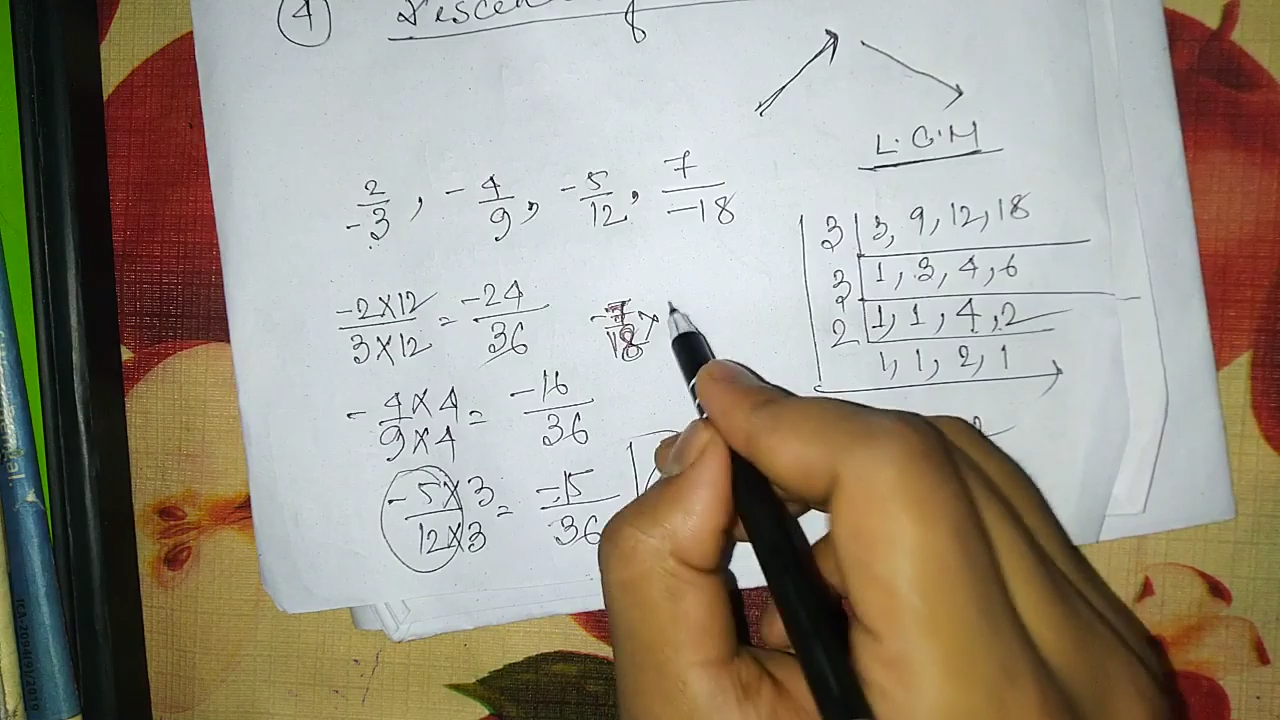 4
2/-3, -4/9, -5/12, 7/-18
-2×12/3×12 = -24/36
-4×4/9×4 = -16/36
-5×3/12×3 = -15/36
-7/18 ×
L.C.M
3 | 3, 9, 12, 18
3 | 1, 3, 4, 6
2 | 1, 1, 4, 2
1, 1, 2, 1